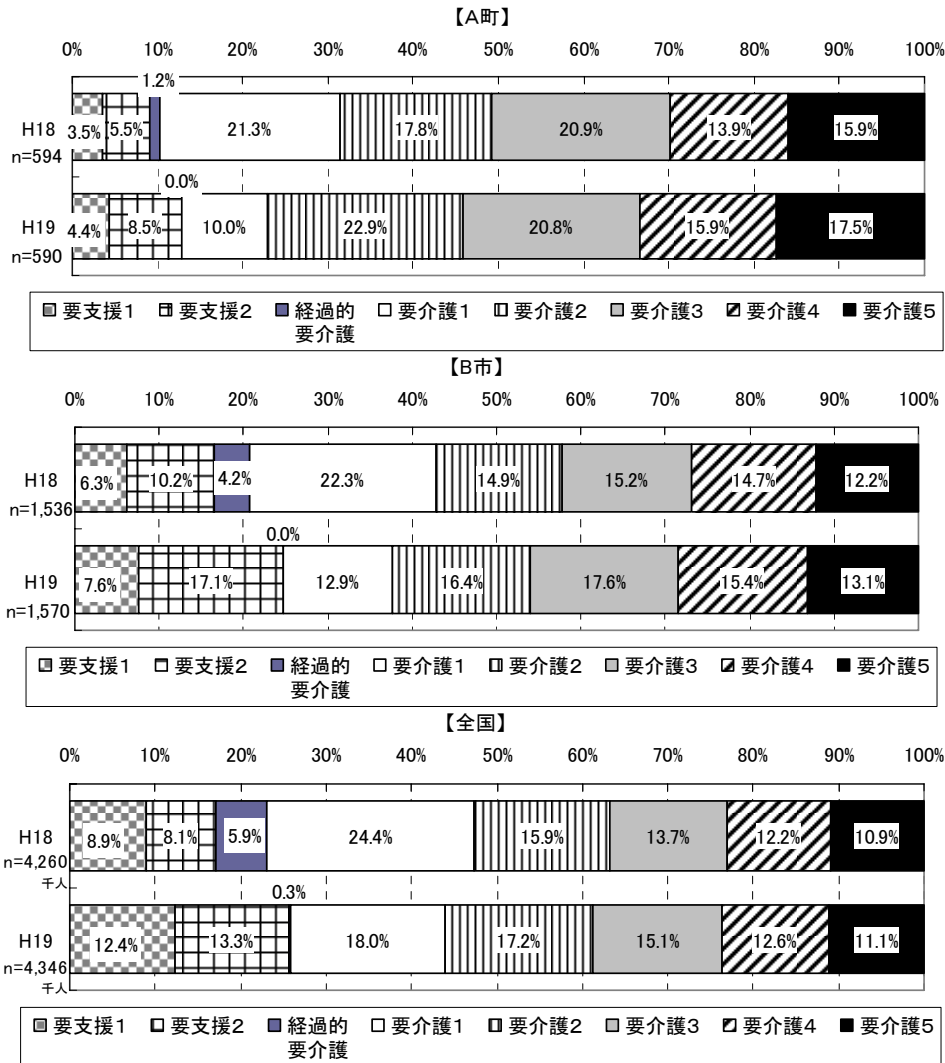 【A町】
0% 10% 20% 30% 40% 50% 60% 70% 80% 90% 100%
1.2%
H18
n=594
3.5% 5.5% 21.3% 17.8% 20.9% 13.9% 15.9%
0.0%
H19
n=590
4.4% 8.5% 10.0% 22.9% 20.8% 15.9% 17.5%
要支援1 要支援2 経過的 要介護1 要介護2 要介護3 要介護4 要介護5
要介護
【B市】
0% 10% 20% 30% 40% 50% 60% 70% 80% 90% 100%
H18
n=1,536
6.3% 10.2% 4.2% 22.3% 14.9% 15.2% 14.7% 12.2%
0.0%
H19
n=1,570
7.6% 17.1% 12.9% 16.4% 17.6% 15.4% 13.1%
要支援1 要支援2 経過的 要介護1 要介護2 要介護3 要介護4 要介護5
要介護
【全国】
0% 10% 20% 30% 40% 50% 60% 70% 80% 90% 100%
H18
n=4,260
千人
8.9% 8.1% 5.9% 24.4% 15.9% 13.7% 12.2% 10.9%
0.3%
H19
n=4,346
千人
12.4% 13.3% 18.0% 17.2% 15.1% 12.6% 11.1%
要支援1 要支援2 経過的 要介護1 要介護2 要介護3 要介護4 要介護5
要介護